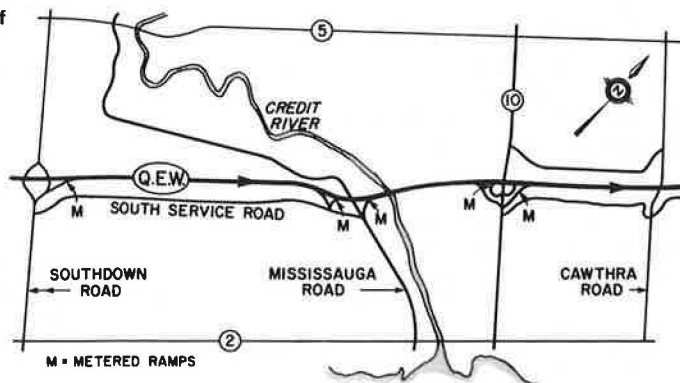 f
5
CREDIT
RIVER
10
N
Q.E.W.
M
SOUTH SERVICE ROAD
M
M
M
M
SOUTHDOWN
ROAD
MISSISSAUGA
ROAD
CAWTHRA
ROAD
2
M = METERED RAMPS